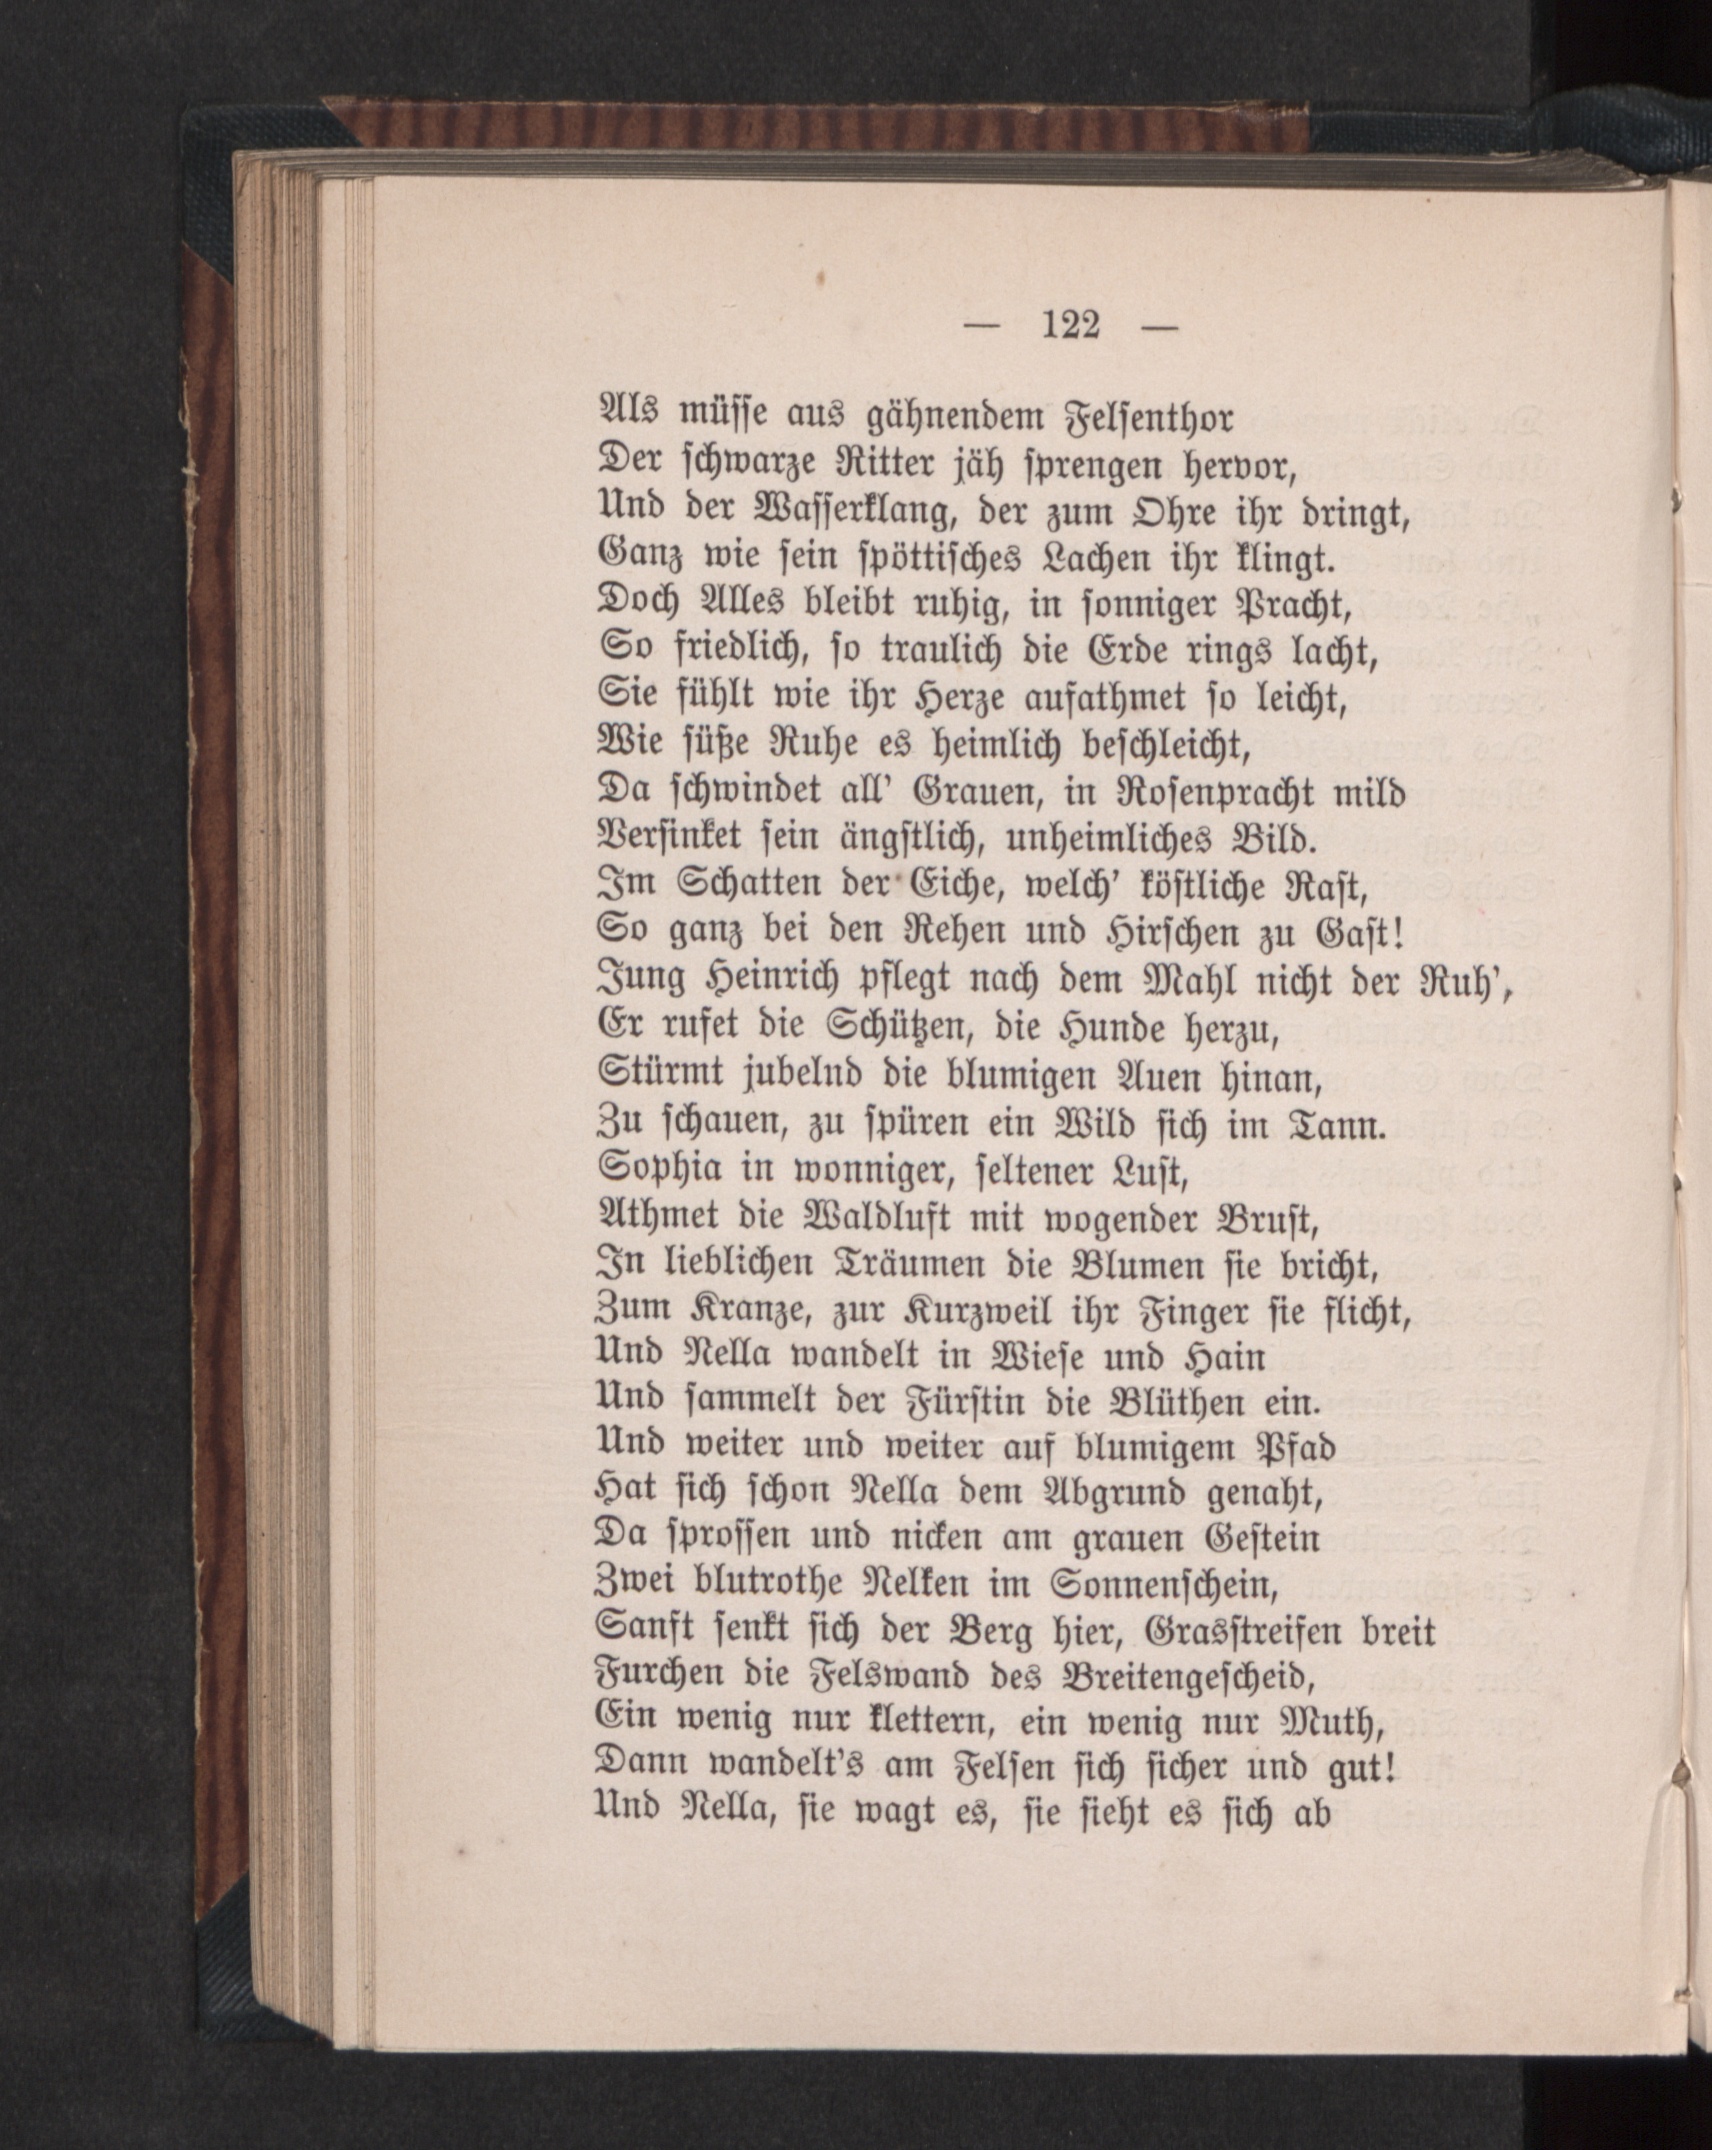 — 122 —
Als müsse aus gähnendem Felsenthor
Der schwarze Ritter jäh sprengen hervor,
Und der Wasserklang, der zum Ohre ihr dringt,
Ganz wie sein spöttisches Lachen ihr klingt.
Doch Alles bleibt ruhig, in sonniger Pracht,
So friedlich, so traulich die Erde rings lacht,
Sie fühlt wie ihr Herze aufathmet so leicht,
Wie süße Ruhe es heimlich beschleicht,
Da schwindet all' Grauen, in Rosenpracht mild
Versinket sein ängstlich, unheimliches Bild.
Im Schatten der Eiche, welch' köstliche Rast,
So ganz bei den Rehen und Hirschen zu Gast!
Jung Heinrich pflegt nach dem Mahl nicht der Ruh',
Er rufet die Schützen, die Hunde herzu,
Stürmt jubelnd die blumigen Auen hinan,
Zu schauen, zu spüren ein Wild sich im Tann.
Sophia in wonniger, seltener Lust,
Athmet die Waldluft mit wogender Brust,
In lieblichen Träumen die Blumen sie bricht,
Zum Kranze, zur Kurzweil ihr Finger sie flicht,
Und Nella wandelt in Wiese und Hain
Und sammelt der Fürstin die Blüthen ein.
Und weiter und weiter auf blumigem Pfad
Hat sich schon Nella dem Abgrund genaht,
Da sprossen und nicken am grauen Gestein
Zwei blutrothe Nelken im Sonnenschein,
Sanft senkt sich der Berg hier, Grasstreifen breit
Furchen die Felswand des Breitengescheid,
Ein wenig nur klettern, ein wenig nur Muth,
Dann wandelt's am Felsen sich sicher und gut!
Und Nella, sie wagt es, sie sieht es sich ab